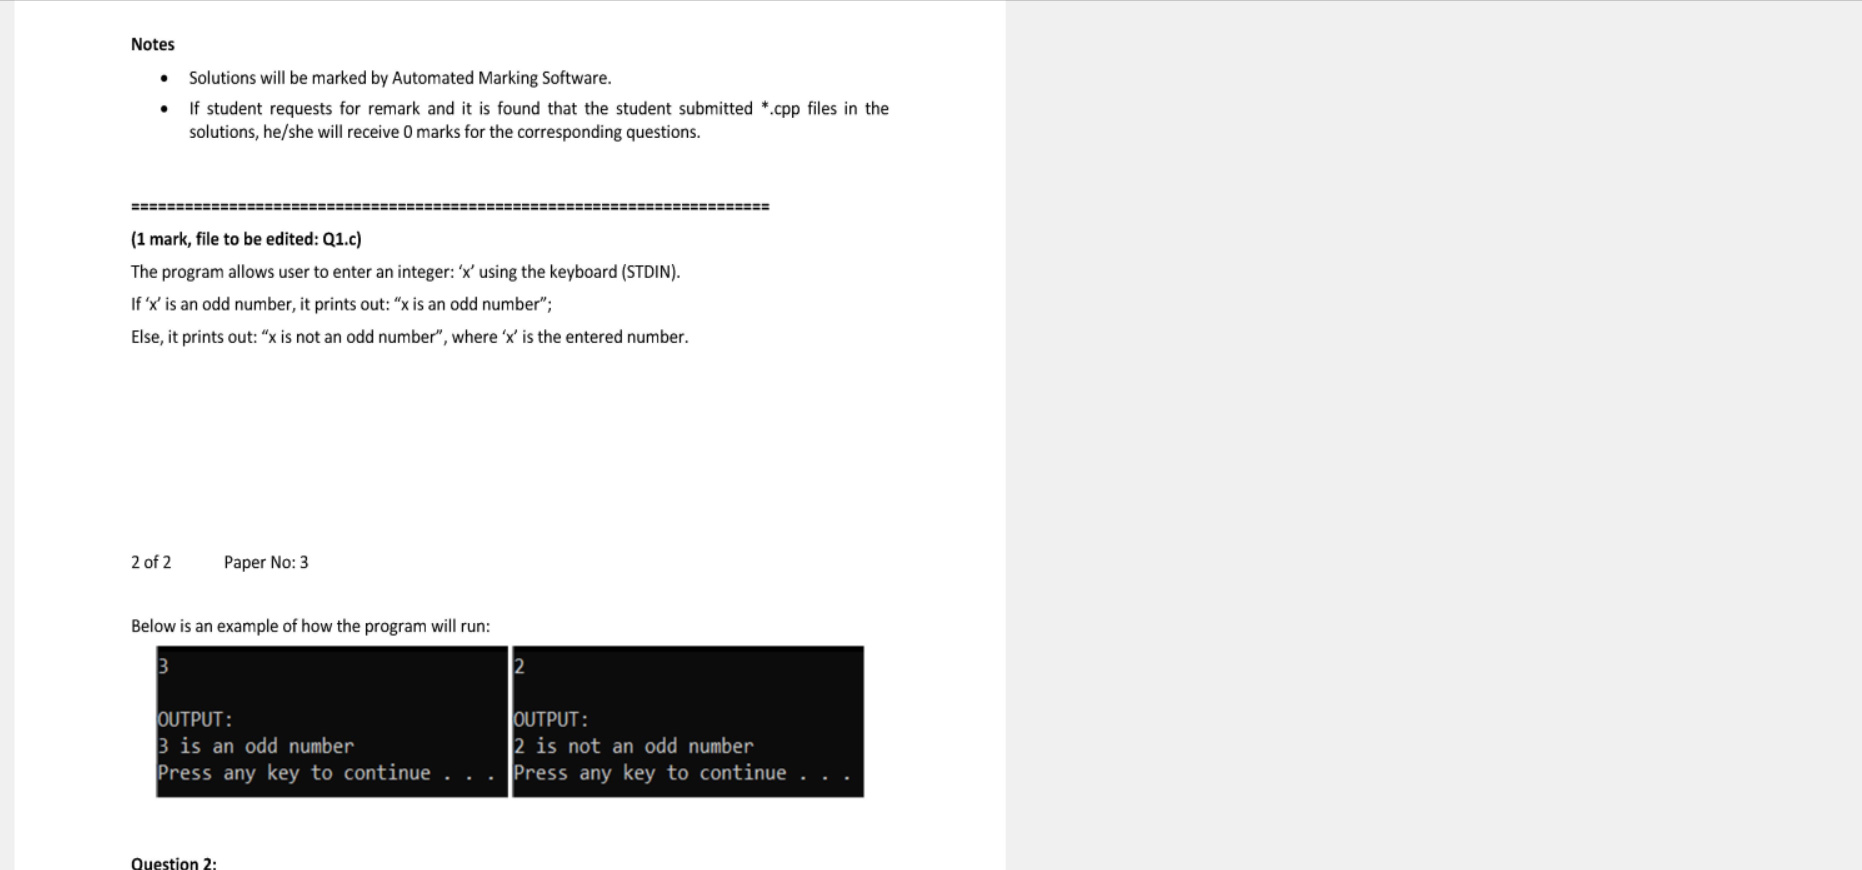 Notes
• Solutions will be marked by Automated Marking Software.
• If student requests for remark and it is found that the student submitted *.cpp files in the
solutions, he/she will receive 0 marks for the corresponding questions.
========================================================================
(1 mark, file to be edited: Q1.c)
The program allows user to enter an integer: ‘x’ using the keyboard (STDIN).
If ‘x’ is an odd number, it prints out: “x is an odd number”;
Else, it prints out: “x is not an odd number”, where ‘x’ is the entered number.
2 of 2 Paper No: 3
Below is an example of how the program will run:
3
OUTPUT:
3 is an odd number
Press any key to continue . . .
2
OUTPUT:
2 is not an odd number
Press any key to continue . . .
Question 2: